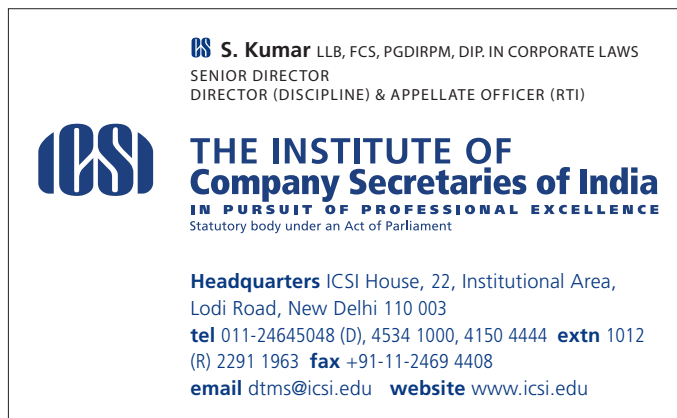 CS S. Kumar LLB, FCS, PGDIRPM, DIP. IN CORPORATE LAWS
SENIOR DIRECTOR
DIRECTOR (DISCIPLINE) & APPELLATE OFFICER (RTI)
ICSI
THE INSTITUTE OF
Company Secretaries of India
IN PURSUIT OF PROFESSIONAL EXCELLENCE
Statutory body under an Act of Parliament
Headquarters ICSI House, 22, Institutional Area,
Lodi Road, New Delhi 110 003
tel 011-24645048 (D), 4534 1000, 4150 4444 extn 1012
(R) 2291 1963 fax +91-11-2469 4408
email dtms@icsi.edu website www.icsi.edu